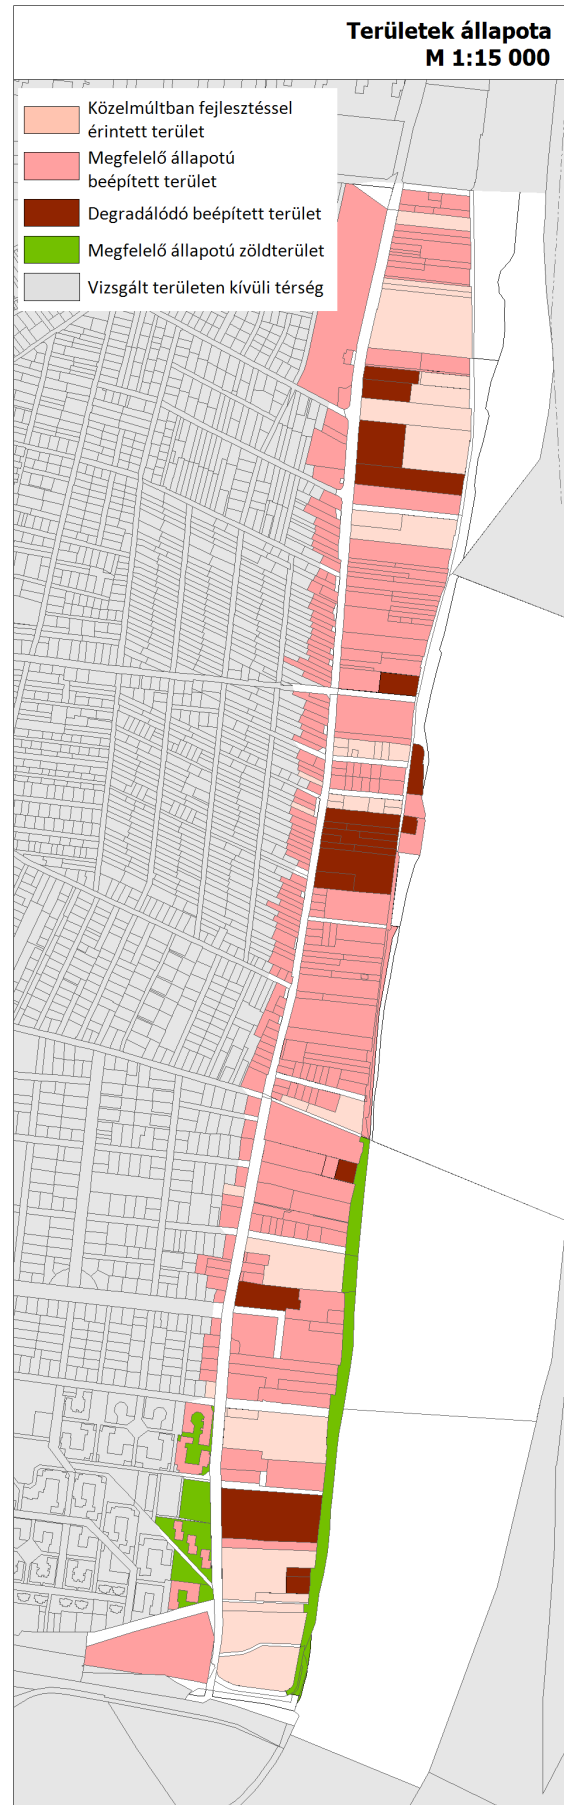 Területek állapota
M 1:15 000
Közelmúltban fejlesztéssel
érintett terület
Megfelelő állapotú
beépített terület
Degradálódó beépített terület
Megfelelő állapotú zöldterület
Vizsgált területen kívüli térség